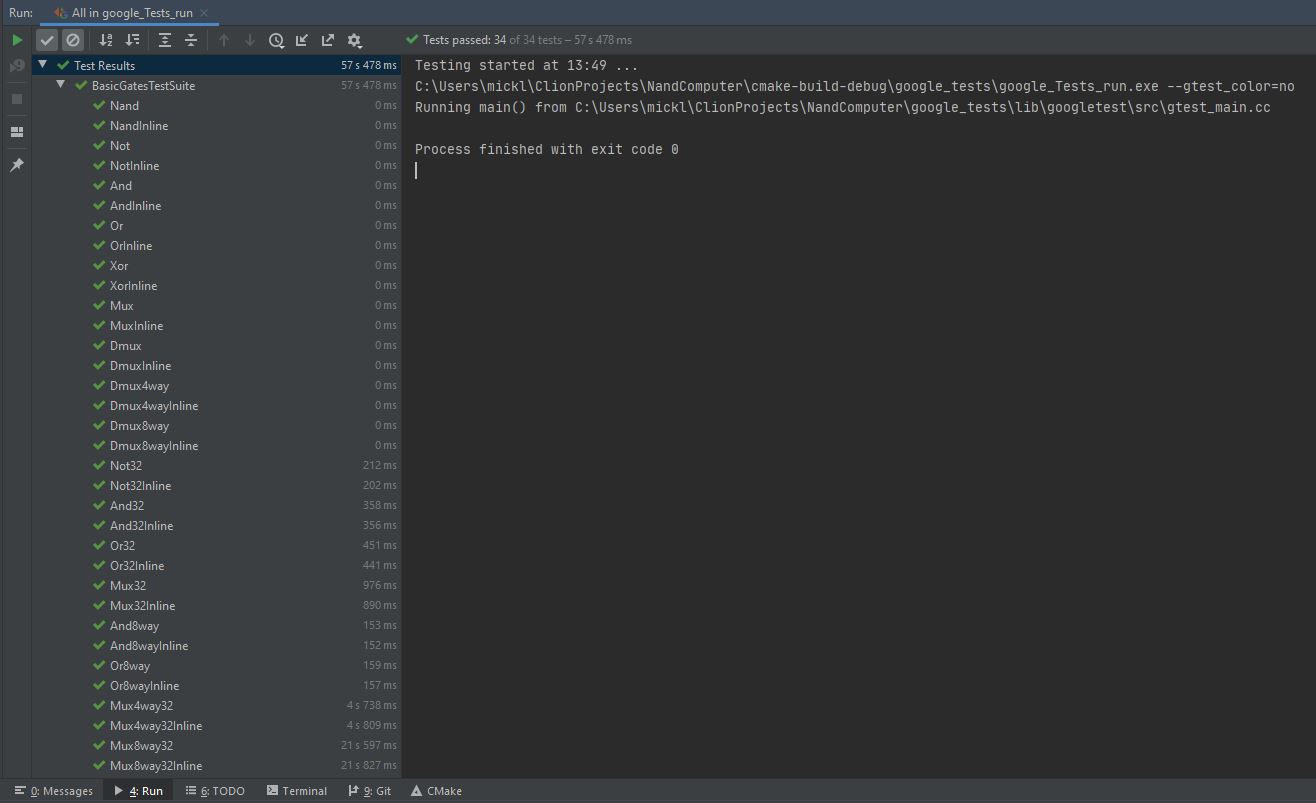 Run: All in google_Tests_run
Tests passed: 34 of 34 tests – 57 s 478 ms
Test Results 57 s 478 ms
BasicGatesTestSuite 57 s 478 ms
Nand 0 ms
NandInline 0 ms
Not 0 ms
NotInline 0 ms
And 0 ms
AndInline 0 ms
Or 0 ms
OrInline 0 ms
Xor 0 ms
XorInline 0 ms
Mux 0 ms
MuxInline 0 ms
Dmux 0 ms
DmuxInline 0 ms
Dmux4way 0 ms
Dmux4wayInline 0 ms
Dmux8way 0 ms
Dmux8wayInline 0 ms
Not32 212 ms
Not32Inline 202 ms
And32 358 ms
And32Inline 356 ms
Or32 451 ms
Or32Inline 441 ms
Mux32 976 ms
Mux32Inline 890 ms
And8way 153 ms
And8wayInline 152 ms
Or8way 159 ms
Or8wayInline 157 ms
Mux4way32 4 s 738 ms
Mux4way32Inline 4 s 809 ms
Mux8way32 21 s 597 ms
Mux8way32Inline 21 s 827 ms
Testing started at 13:49 ...
C:\Users\mickl\ClionProjects\NandComputer\cmake-build-debug\google_tests\google_Tests_run.exe --gtest_color=no
Running main() from C:\Users\mickl\ClionProjects\NandComputer\google_tests\lib\googletest\src\gtest_main.cc
Process finished with exit code 0
0: Messages 4: Run 6: TODO Terminal 9: Git CMake